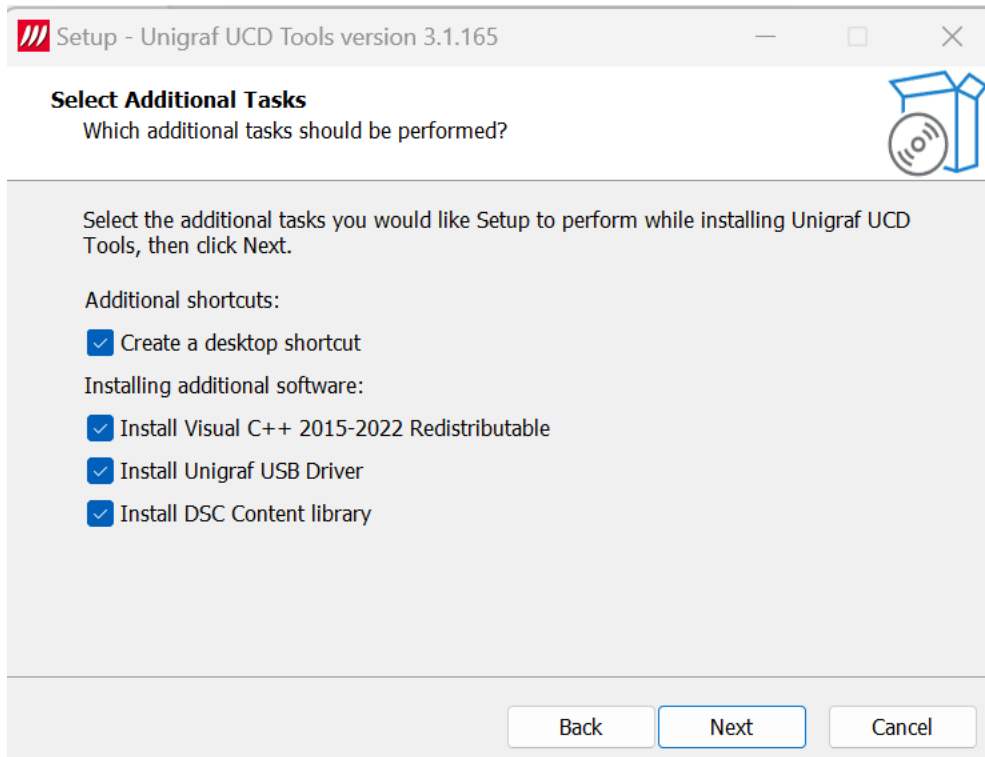 Setup - Unigraf UCD Tools version 3.1.165
Select Additional Tasks
Which additional tasks should be performed?
Select the additional tasks you would like Setup to perform while installing Unigraf UCD
Tools, then click Next.
Additional shortcuts:
Create a desktop shortcut
Installing additional software:
Install Visual C++ 2015-2022 Redistributable
Install Unigraf USB Driver
Install DSC Content library
Back
Next
Cancel